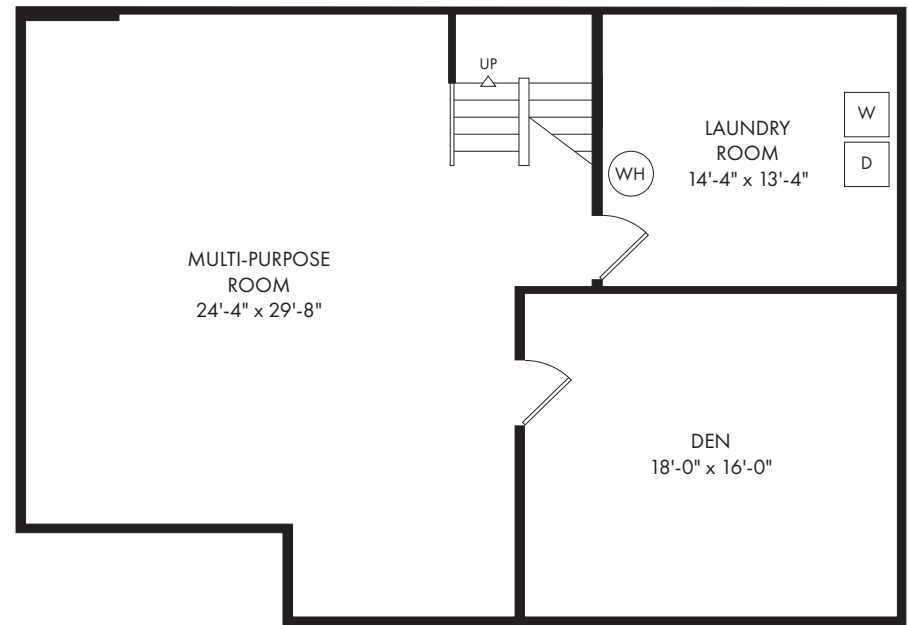 UP
W
LAUNDRY
ROOM
14'-4" x 13'-4"
D
WH
MULTI-PURPOSE
ROOM
24'-4" x 29'-8"
DEN
18'-0" x 16'-0"